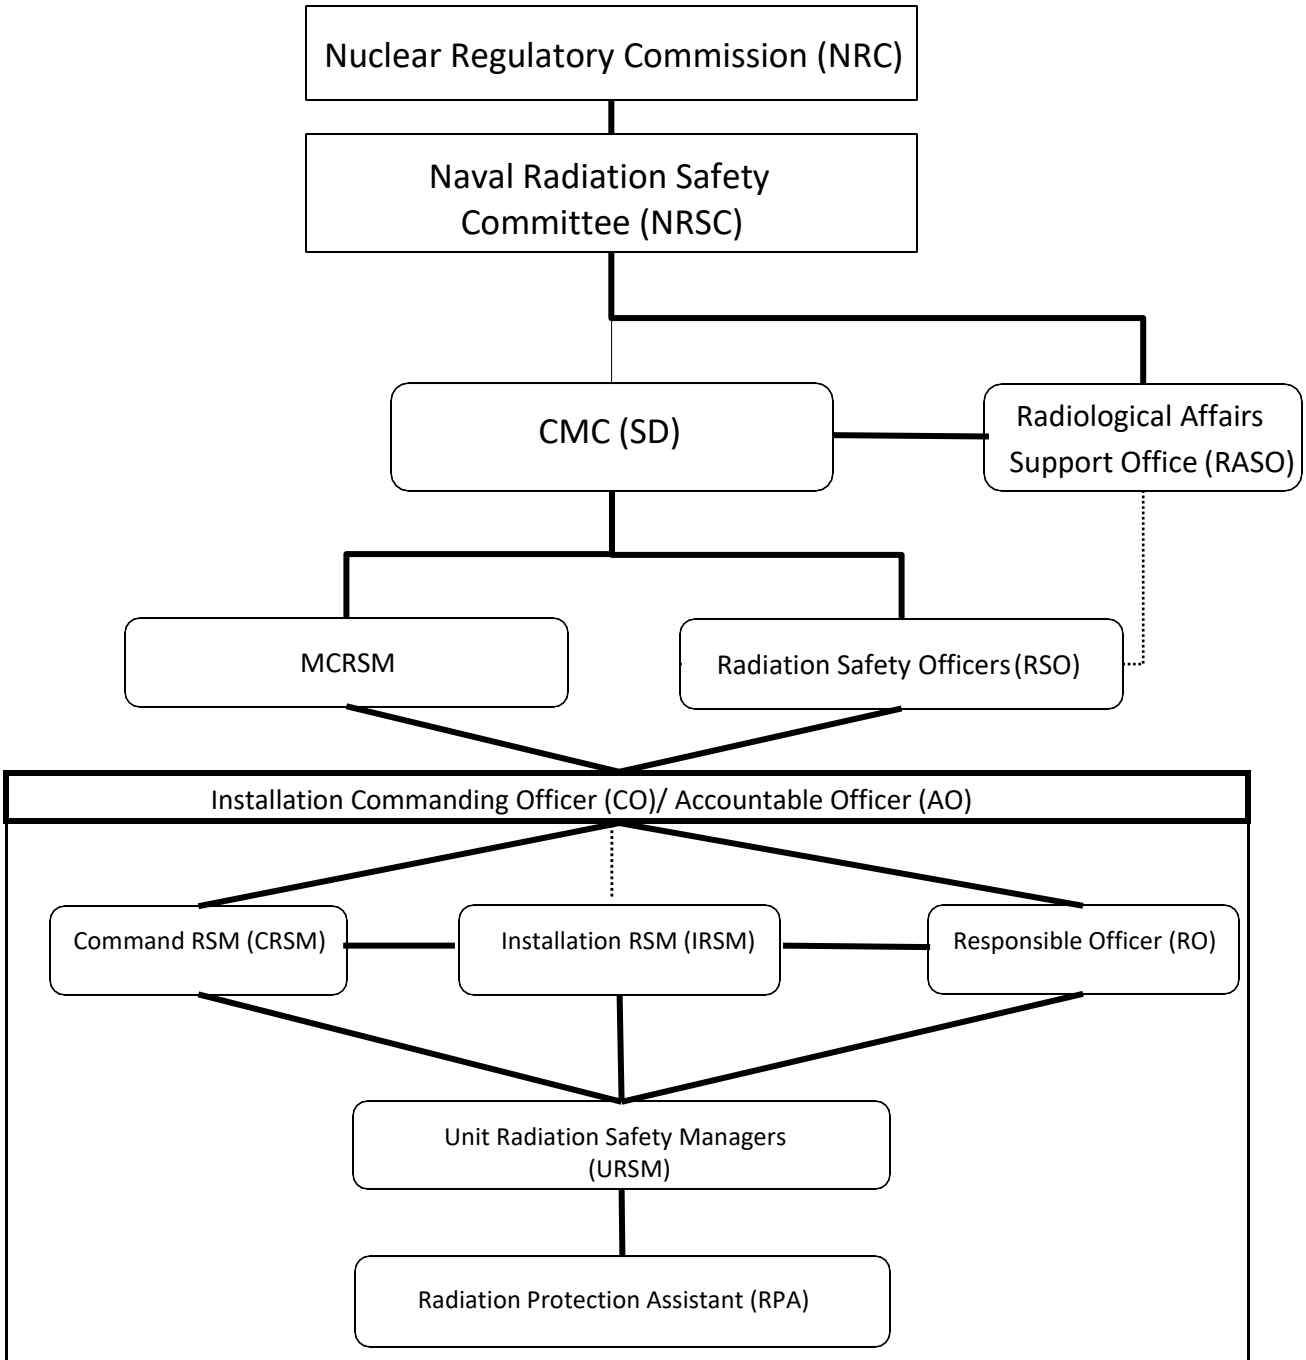 Nuclear Regulatory Commission (NRC)
Naval Radiation Safety
Committee (NRSC)
CMC (SD)
Radiological Affairs
Support Office (RASO)
MCRSM
Radiation Safety Officers (RSO)
Installation Commanding Officer (CO)/ Accountable Officer (AO)
Command RSM (CRSM)
Installation RSM (IRSM)
Responsible Officer (RO)
Unit Radiation Safety Managers
(URSM)
Radiation Protection Assistant (RPA)